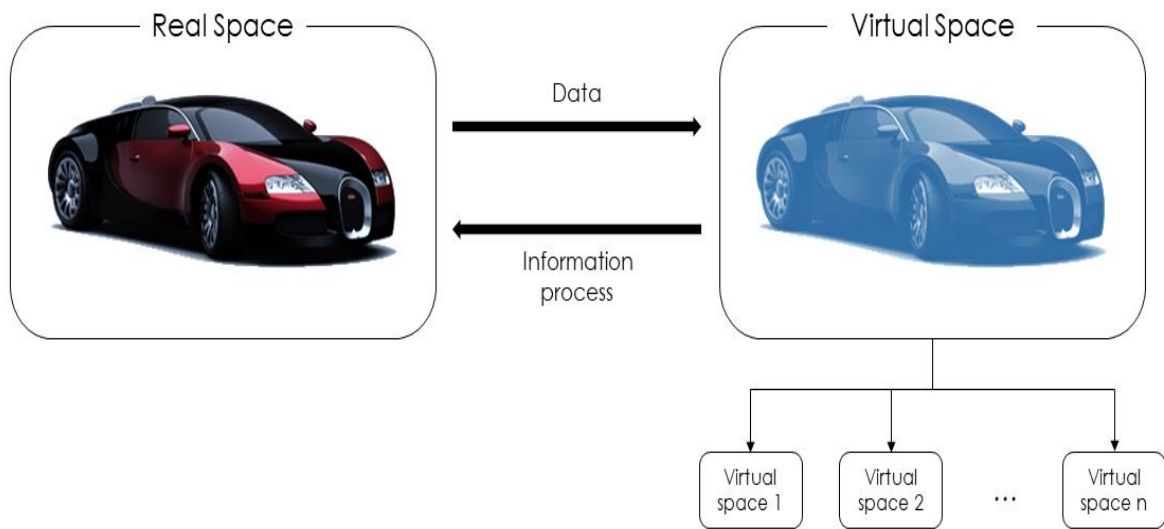 Real Space
Virtual Space
Data
Information
process
Virtual
space 1
Virtual
space 2
...
Virtual
space n